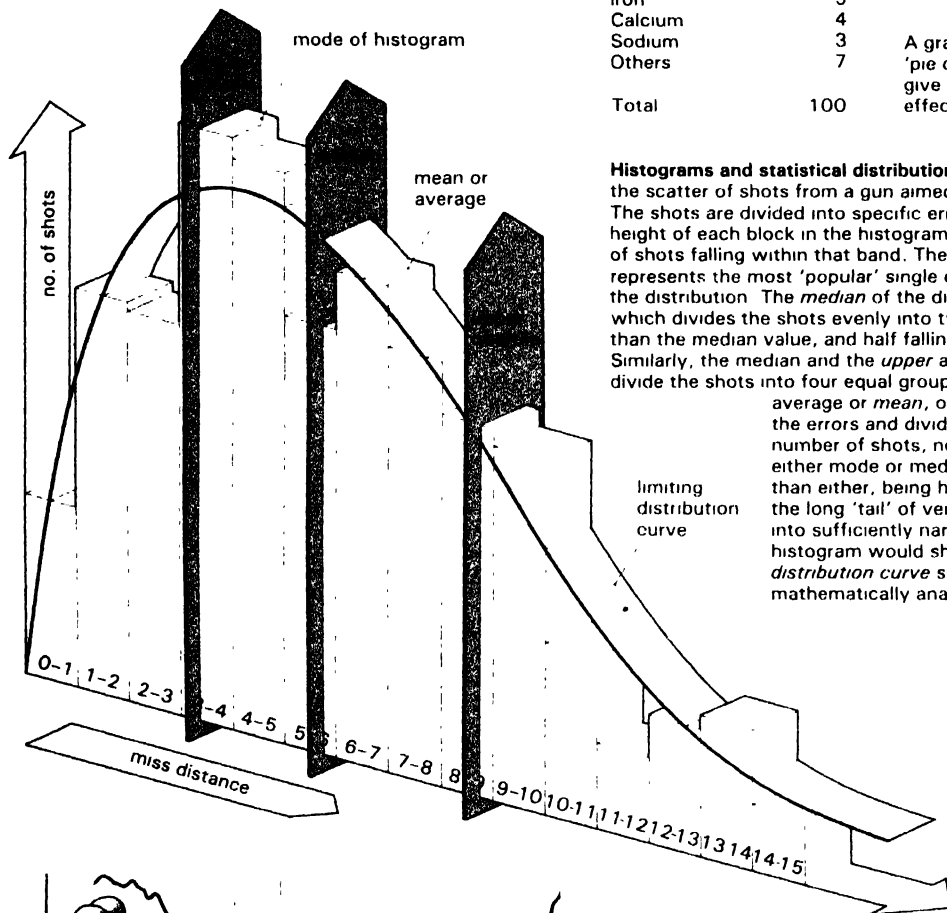 Calcium 4
Sodium 3
Others 7
Total 100
A gra
'pie
give
effec
mode of histogram
mean or
average
no. of shots
Histograms and statistical distribution
the scatter of shots from a gun aimed
The shots are divided into specific er
height of each block in the histogram
of shots falling within that band. The
represents the most 'popular' single
the distribution The median of the di
which divides the shots evenly into t
than the median value, and half fallin
Similarly, the median and the upper a
divide the shots into four equal group
average or mean, o
the errors and divid
number of shots, no
either mode or med
than either, being h
the long 'tail' of ver
into sufficiently nar
histogram would sh
distribution curve s
mathematically ana
limiting
distribution
curve
0-1 1-2 2-3 -4 4-5 5 6 6-7 7-8 8 9-10 10-11 11-12 12-13 13 14 14-15
miss distance